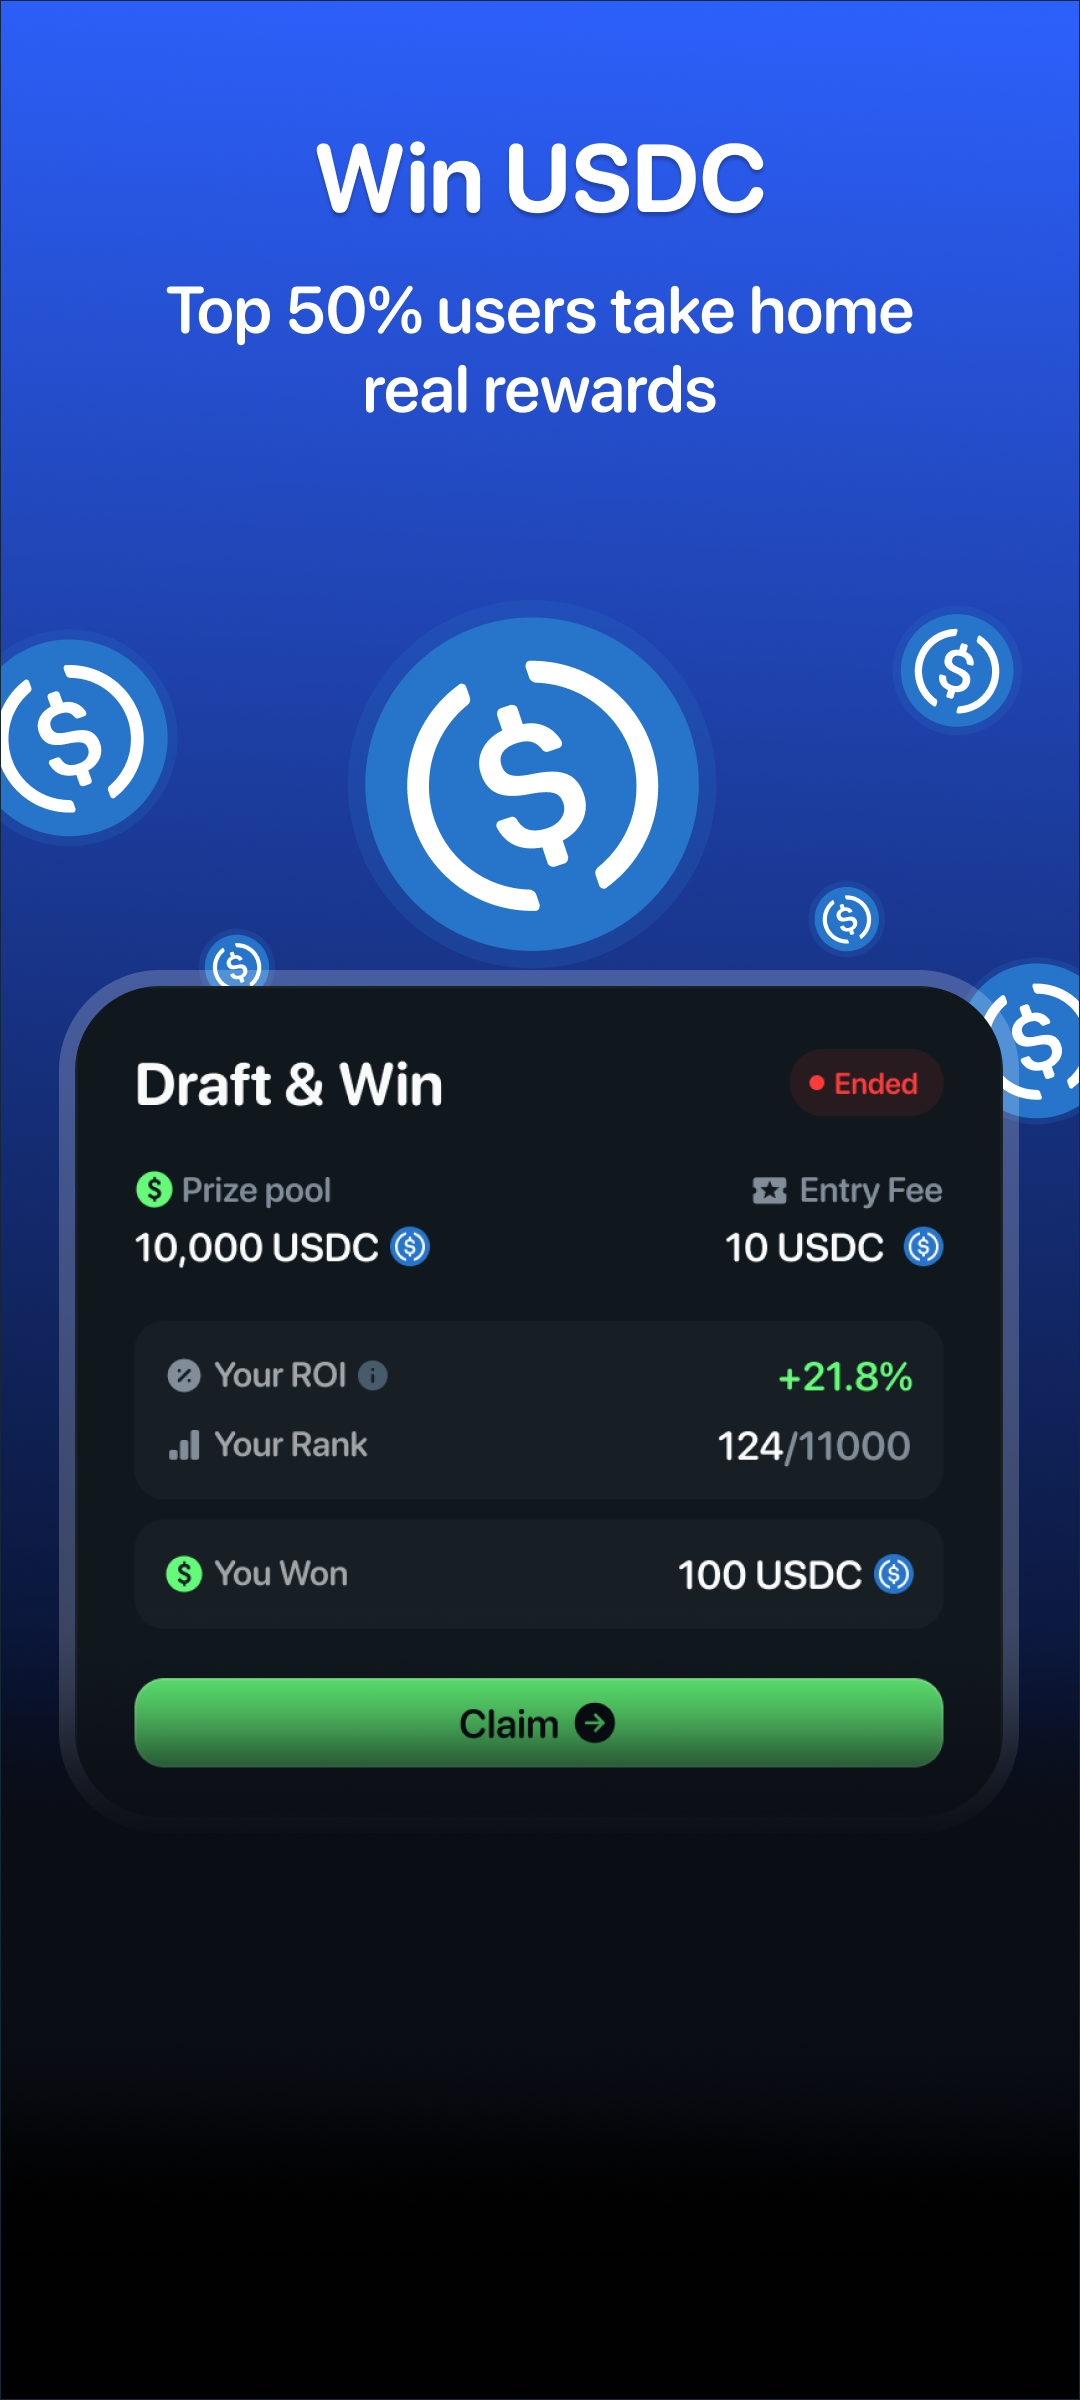 Win USDC
Top 50% users take home
real rewards
Draft & Win
Ended
Prize pool
Entry Fee
10,000 USDC
10 USDC
Your ROI
+21.8%
Your Rank
124/11000
You Won
100 USDC
Claim